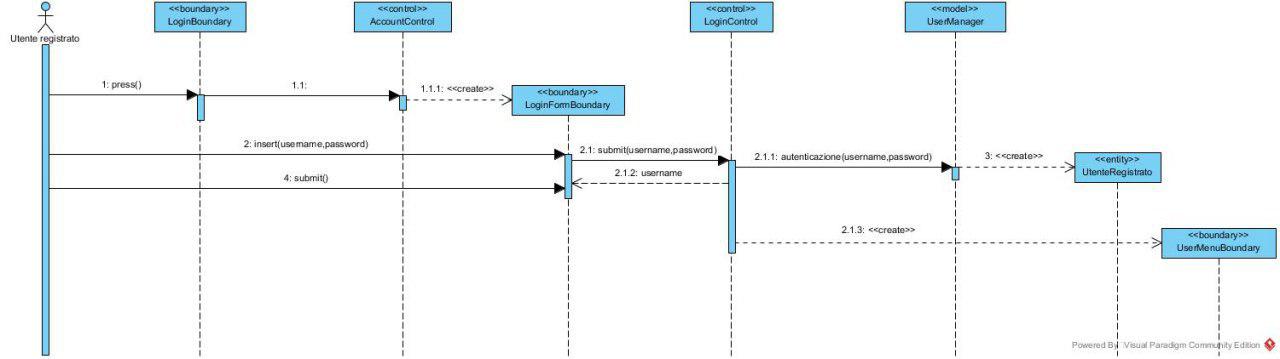 <<boundary>>
LoginBoundary
<<control>>
AccountControl
<<control>>
LoginControl
<<model>>
UserManager
Utente registrato
1: press()
1.1:
1.1.1: <<create>>
<<boundary>>
LoginFormBoundary
2: insert(username,password)
2.1: submit(username,password)
2.1.1: autenticazione(username,password)
3: <<create>>
<<entity>>
UtenteRegistrato
2.1.2: username
4: submit()
2.1.3: <<create>>
<<boundary>>
UserMenuBoundary
Powered By Visual Paradigm Community Edition